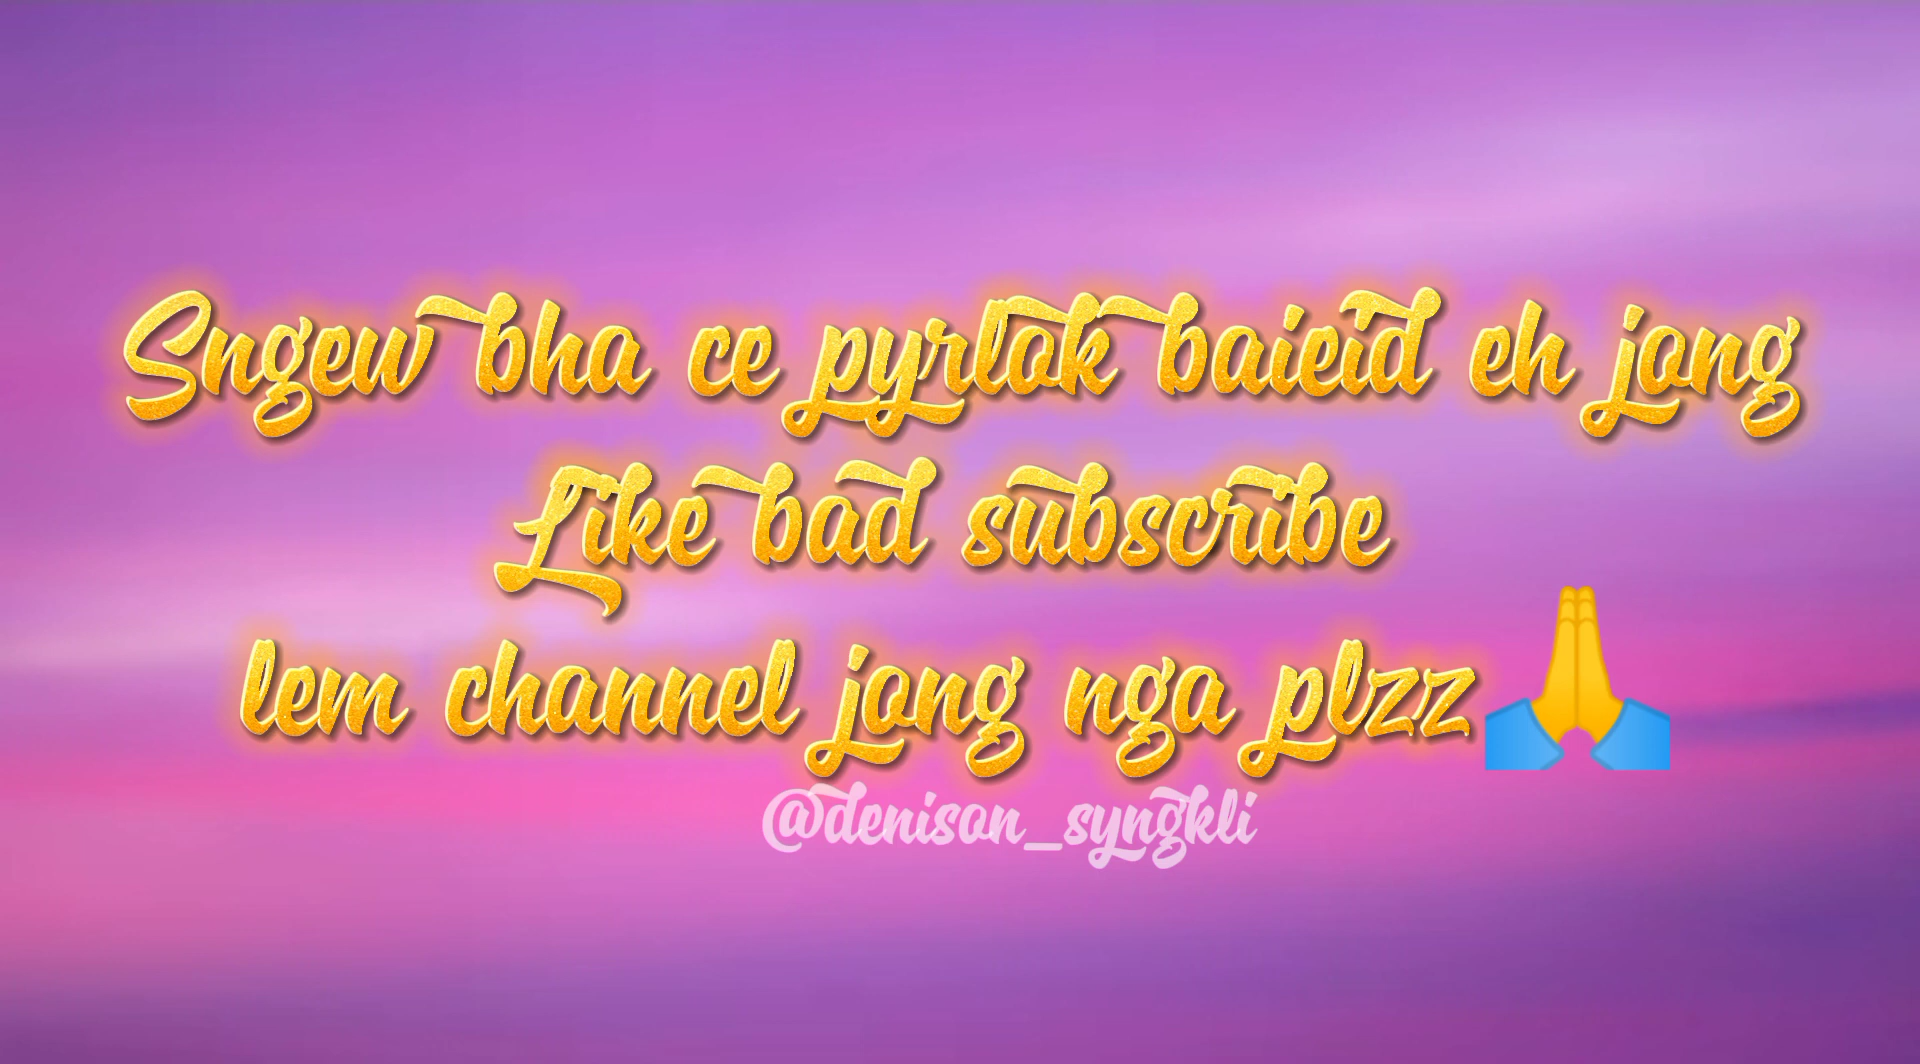 Sngew bha ce pyrlok baieid eh jong
Like bad subscribe
lem channel jong nga plzz🙏
@denison_syngkli